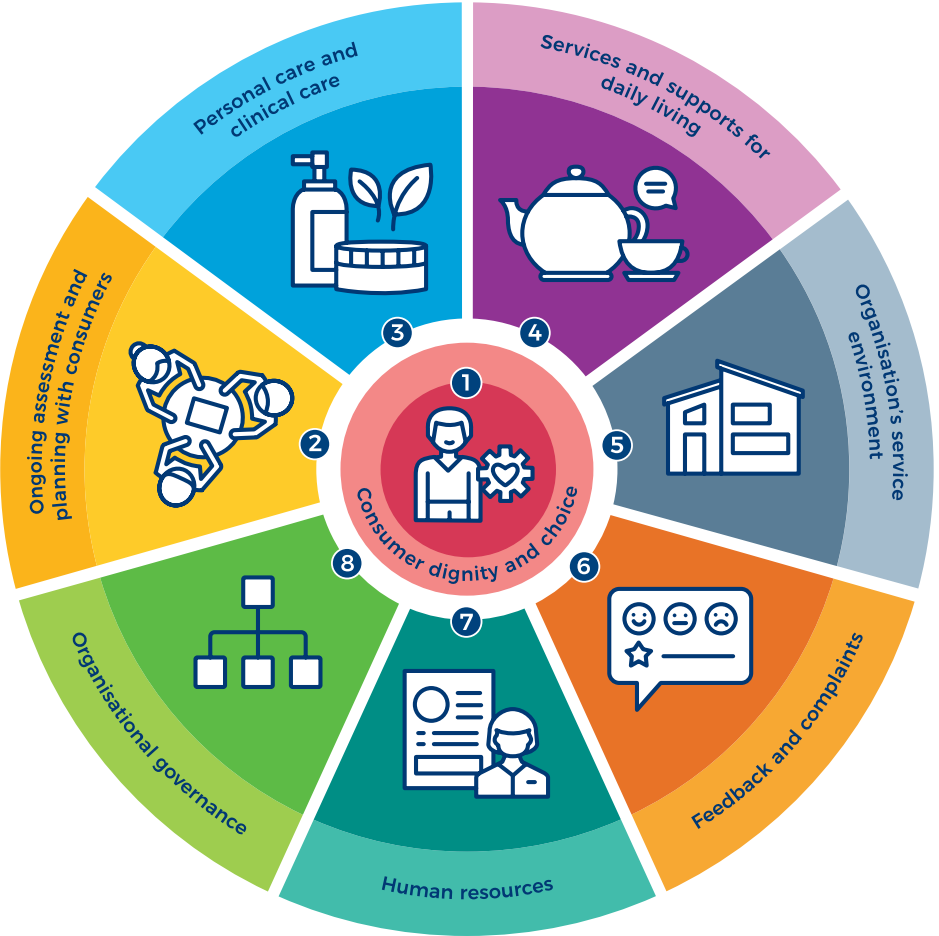 1
Consumer dignity and choice
2
Ongoing assessment and
planning with consumers
3
Personal care and
clinical care
4
Services and supports for
daily living
5
Organisation's service
environment
6
Feedback and complaints
7
Human resources
8
Organisational governance